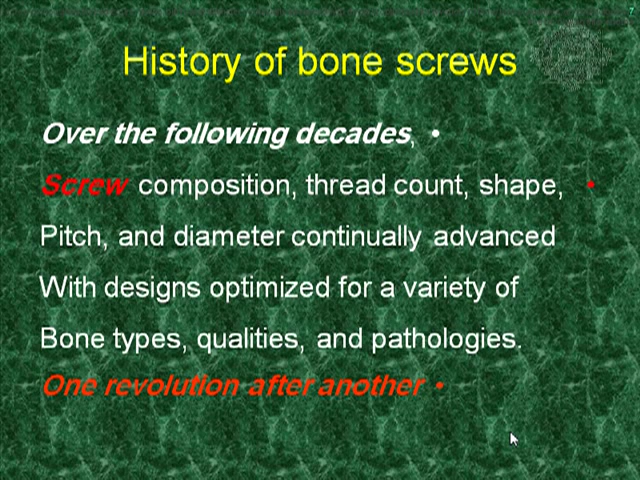 7
History of bone screws
Over the following decades, •
Screw composition, thread count, shape, •
Pitch, and diameter continually advanced
With designs optimized for a variety of
Bone types, qualities, and pathologies.
One revolution after another •